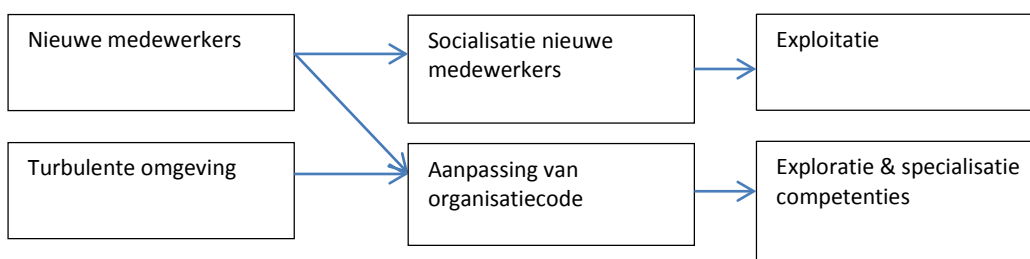 Nieuwe medewerkers
Socialisatie nieuwe
medewerkers
Exploitatie
Turbulente omgeving
Aanpassing van
organisatiecode
Exploratie & specialisatie
competenties